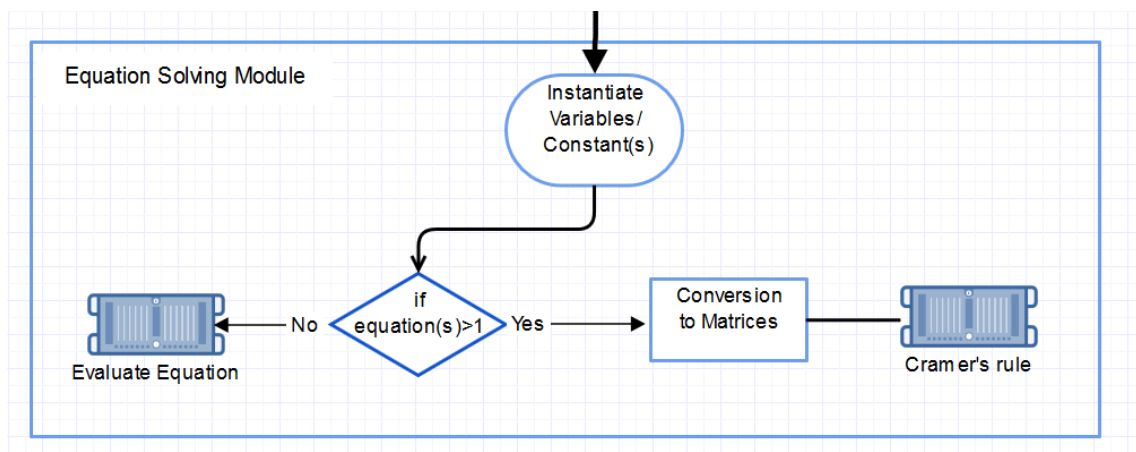 Equation Solving Module
Instantiate
Variables/
Constant(s)
if
equation(s)>1
No
Yes
Conversion
to Matrices
Evaluate Equation
Cramer's rule